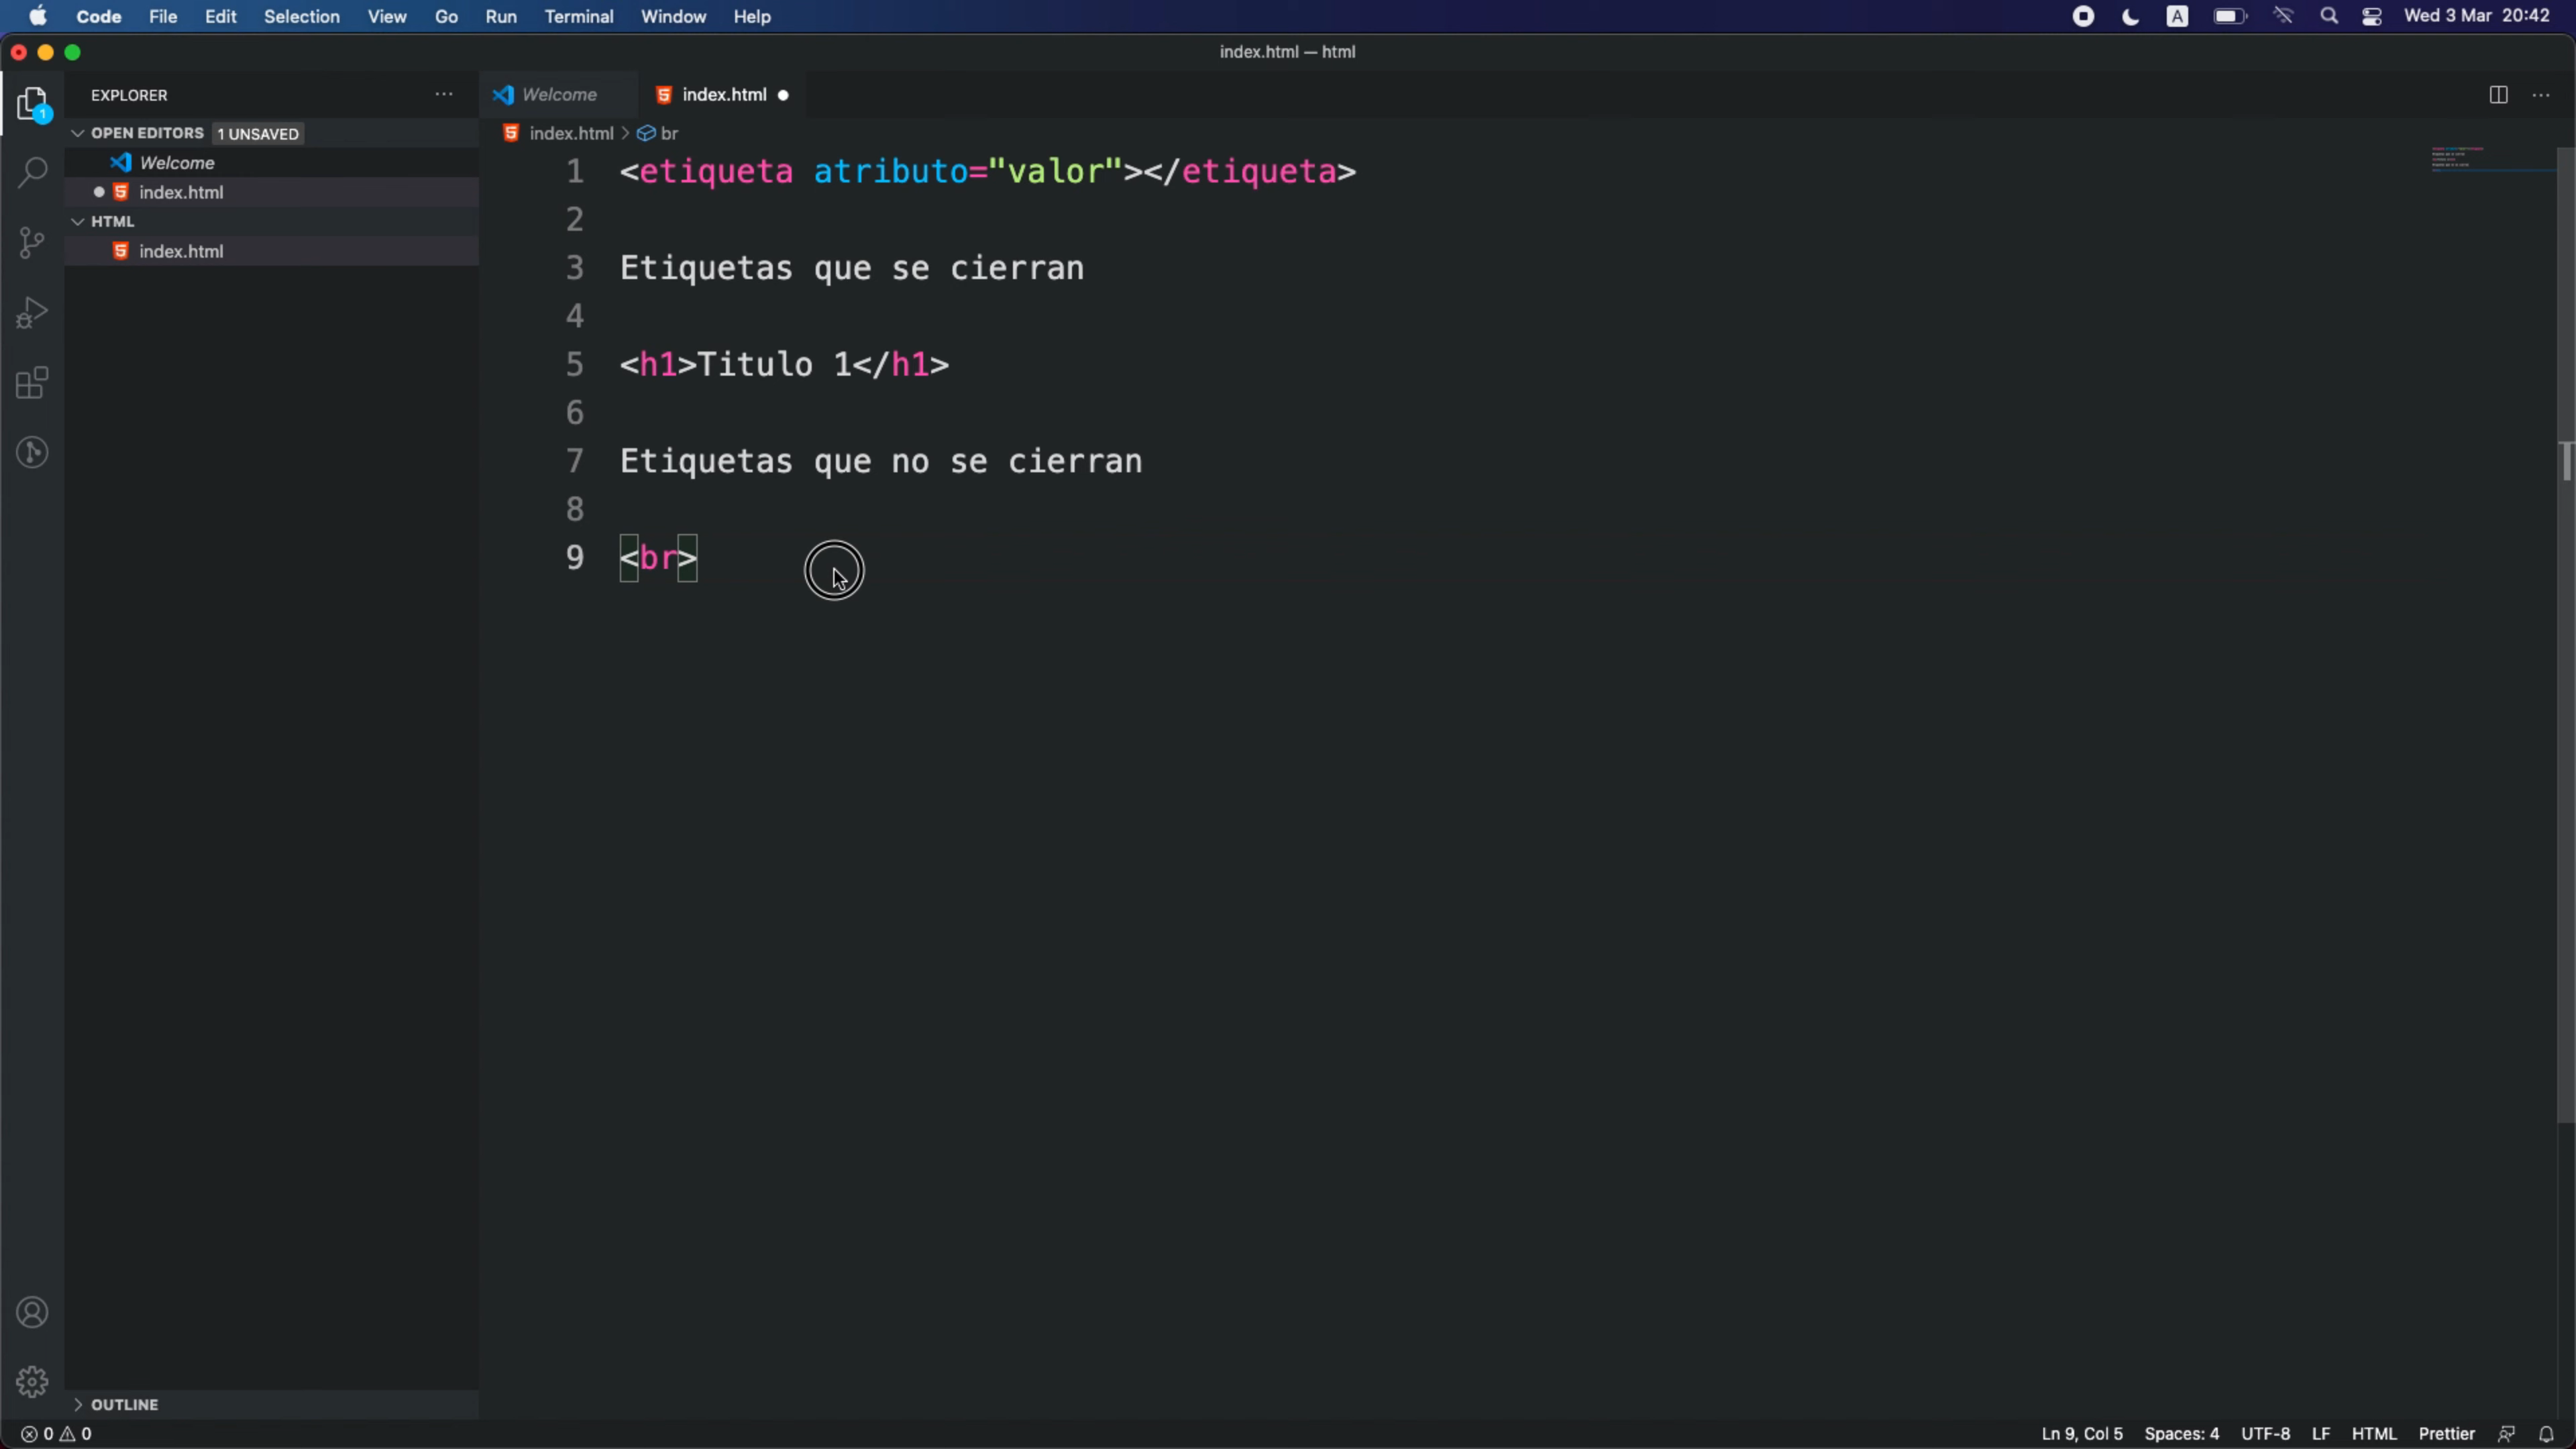 Code File Edit Selection View Go Run Terminal Window Help A Wed 3 Mar 20:42
index.html — html
EXPLORER
Welcome index.html
1
OPEN EDITORS 1 UNSAVED
index.html > br
Welcome
index.html
HTML
index.html
1 <etiqueta atributo="valor"></etiqueta>
2
3 Etiquetas que se cierran
4
5 <h1>Titulo 1</h1>
6
7 Etiquetas que no se cierran
8
9 <br>
OUTLINE
0 0 Ln 9, Col 5 Spaces: 4 UTF-8 LF HTML Prettier